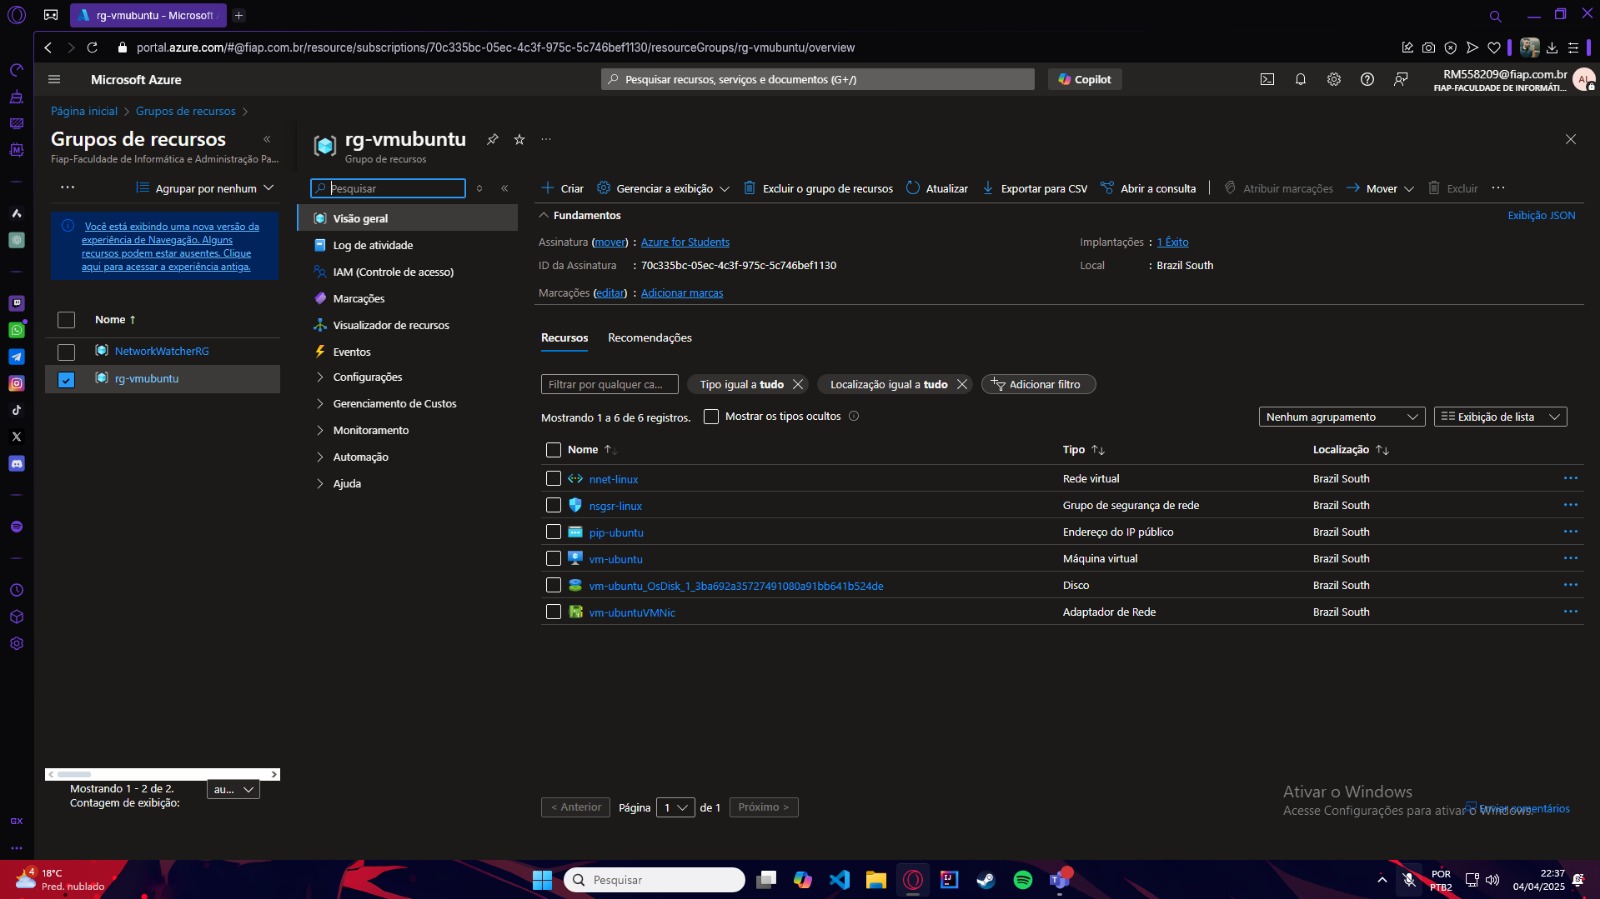 rg-vmubuntu - Microsoft
portal.azure.com/#@fiap.com.br/resource/subscriptions/70c335bc-05ec-4c3f-975c-5c746bef1130/resourceGroups/rg-vmubuntu/overview
Microsoft Azure
Pesquisar recursos, serviços e documentos (G+/)
Copilot
RM558209@fiap.com.br
FIAP-FACULDADE DE INFORMÁTI...
Página inicial > Grupos de recursos >
Grupos de recursos
Fiap-Faculdade de Informática e Administração Pa...
Agrupar por nenhum
Você está exibindo uma nova versão da
experiência de Navegação. Alguns
recursos podem estar ausentes. Clique
aqui para acessar a experiência antiga.
Nome ↑
NetworkWatcherRG
rg-vmubuntu
Mostrando 1 - 2 de 2.
Contagem de exibição:
au...
rg-vmubuntu
Grupo de recursos
Pesquisar
Visão geral
Log de atividade
IAM (Controle de acesso)
Marcações
Visualizador de recursos
Eventos
Configurações
Gerenciamento de Custos
Monitoramento
Automação
Ajuda
Criar
Gerenciar a exibição
Excluir o grupo de recursos
Atualizar
Exportar para CSV
Abrir a consulta
Atribuir marcações
Mover
Excluir
Fundamentos
Exibição JSON
Assinatura (mover) : Azure for Students
Implantações : 1 Êxito
ID da Assinatura : 70c335bc-05ec-4c3f-975c-5c746bef1130
Local : Brazil South
Marcações (editar) : Adicionar marcas
Recursos
Recomendações
Filtrar por qualquer ca...
Tipo igual a tudo
Localização igual a tudo
Adicionar filtro
Mostrando 1 a 6 de 6 registros.
Mostrar os tipos ocultos
Nenhum agrupamento
Exibição de lista
Nome ↑↓ Tipo ↑↓ Localização ↑↓
nnet-linux Rede virtual Brazil South
nsgsr-linux Grupo de segurança de rede Brazil South
pip-ubuntu Endereço do IP público Brazil South
vm-ubuntu Máquina virtual Brazil South
vm-ubuntu_OsDisk_1_3ba692a35727491080a91bb641b524de Disco Brazil South
vm-ubuntuVMNic Adaptador de Rede Brazil South
< Anterior
Página 1 de 1
Próximo >
Ativar o Windows
Acesse Configurações para ativar o Windows.
Enviar comentários
GX
4
18°C
Pred. nublado
Pesquisar
POR
PTB2
22:37
04/04/2025